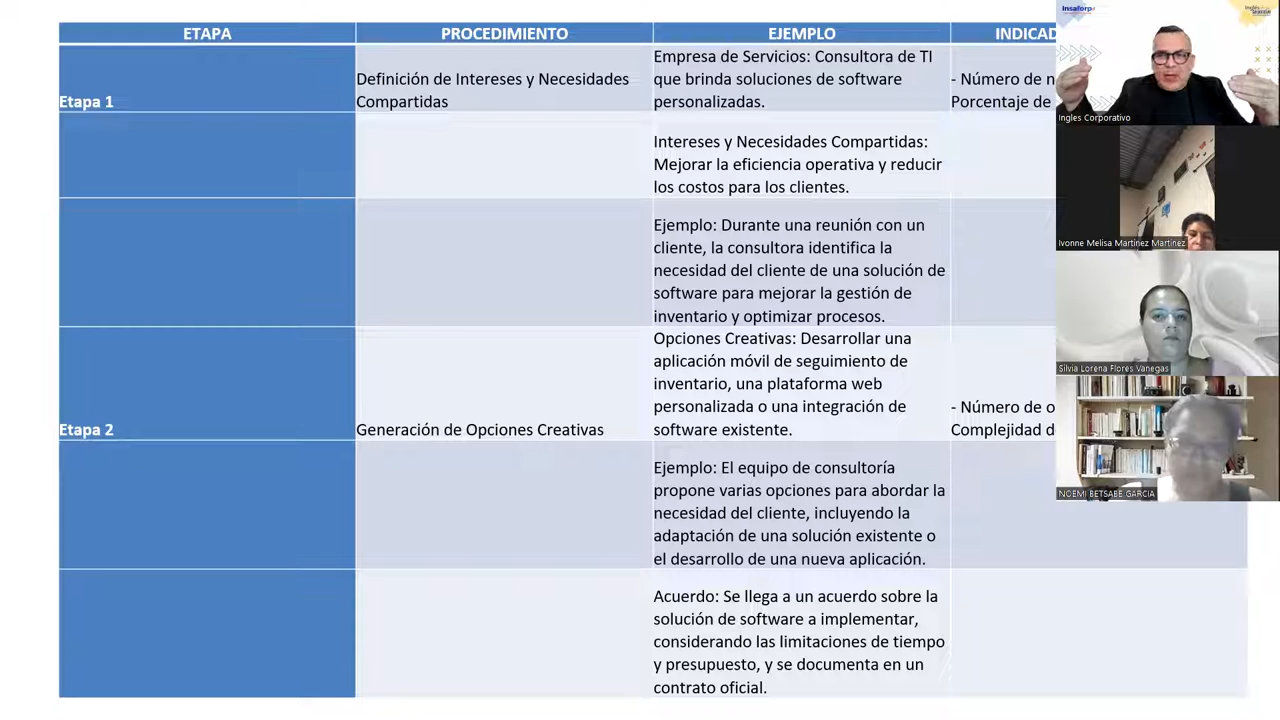 ETAPA
PROCEDIMIENTO
EJEMPLO
Etapa 1
Definición de Intereses y Necesidades
Compartidas
Empresa de Servicios: Consultora de TI
que brinda soluciones de software
personalizadas.
- Número de
Porcentaje de
Intereses y Necesidades Compartidas:
Mejorar la eficiencia operativa y reducir
los costos para los clientes.
Ejemplo: Durante una reunión con un
cliente, la consultora identifica la
necesidad del cliente de una solución de
software para mejorar la gestión de
inventario y optimizar procesos.
Etapa 2
Generación de Opciones Creativas
Opciones Creativas: Desarrollar una
aplicación móvil de seguimiento de
inventario, una plataforma web
personalizada o una integración de
software existente.
- Número de
Complejidad
Ejemplo: El equipo de consultoría
propone varias opciones para abordar la
necesidad del cliente, incluyendo la
adaptación de una solución existente o
el desarrollo de una nueva aplicación.
Acuerdo: Se llega a un acuerdo sobre la
solución de software a implementar,
considerando las limitaciones de tiempo
y presupuesto, y se documenta en un
contrato oficial.
Insaforp
Ingles Corporativo
Ivonne Melisa Martinez Martinez
Silvia Lorena Flores Vanegas
NOEMI BETSABE GARCIA